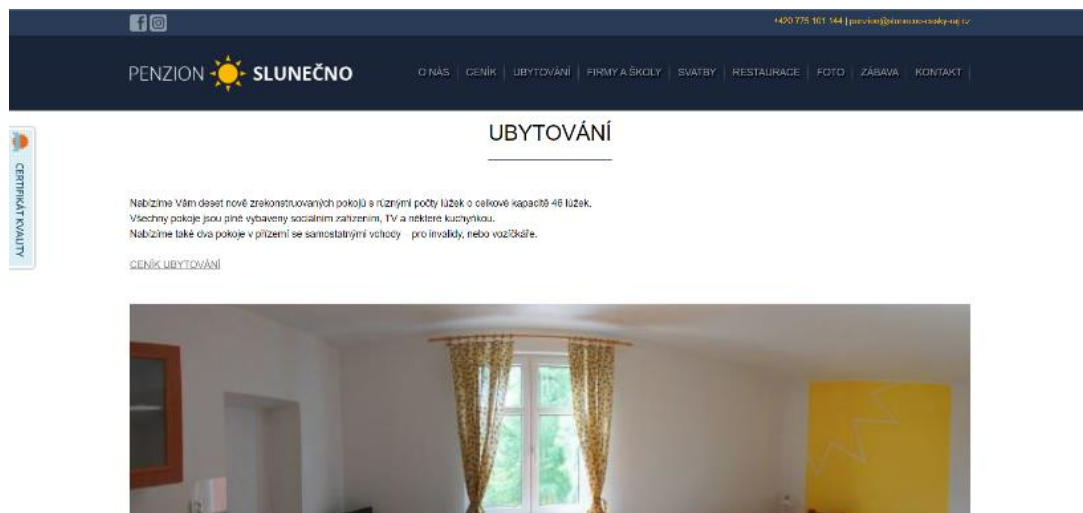 +420 775 101 144 | penzion@slunecno-cesky-raj.cz
PENZION SLUNEČNO
O NÁS | CENÍK | UBYTOVÁNÍ | FIRMY A ŠKOLY | SVATBY | RESTAURACE | FOTO | ZÁBAVA | KONTAKT |
UBYTOVÁNÍ
CERTIFIKÁT KVALITY
Nabízíme Vám deset nově zrekonstruovaných pokojů s různými počty lůžek o celkové kapacitě 46 lůžek.
Všechny pokoje jsou plně vybaveny sociálním zařízením, TV a některé kuchyňkou.
Nabízíme také dva pokoje v přízemí se samostatnými vchody – pro invalidy, nebo vozíčkáře.
CENÍK UBYTOVÁNÍ